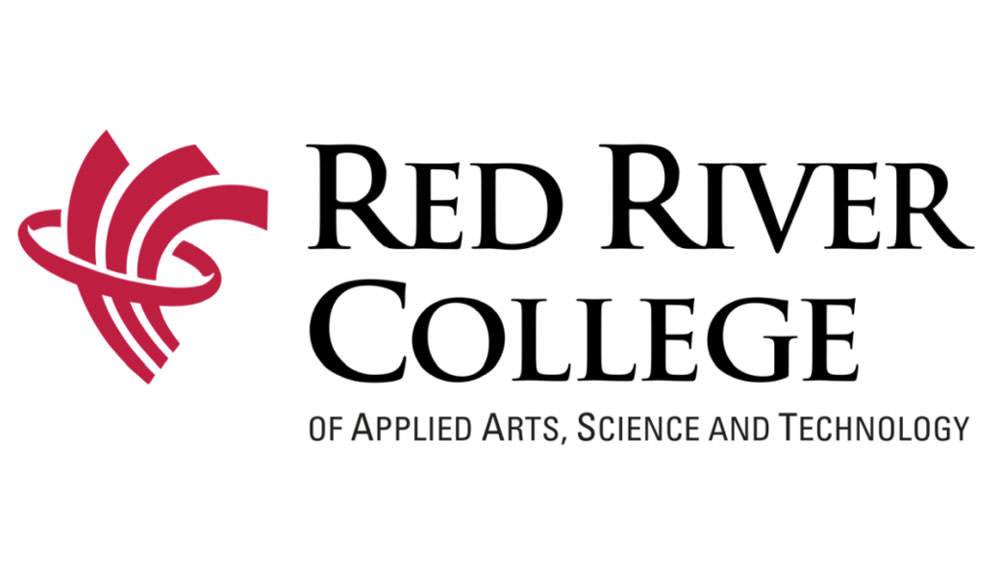 RED RIVER
COLLEGE
OF APPLIED ARTS, SCIENCE AND TECHNOLOGY